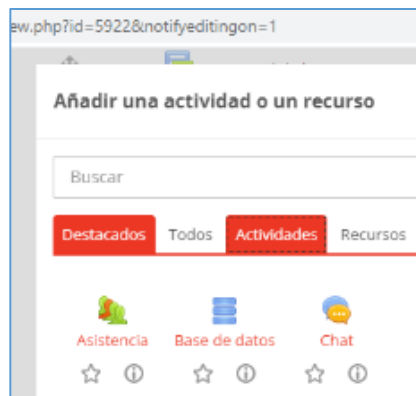 ew.php?id=5922&notifyeditingon=1
Añadir una actividad o un recurso
Buscar
Destacados Todos Actividades Recursos
Asistencia Base de datos Chat